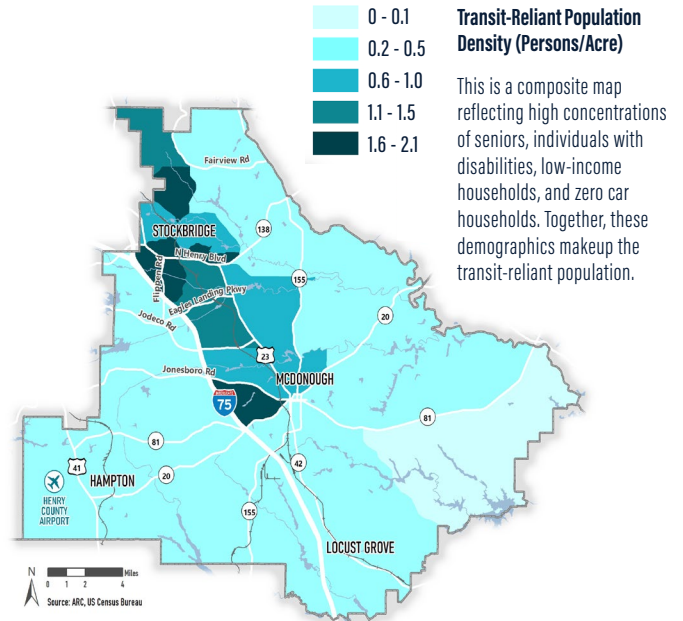 0 - 0.1
0.2 - 0.5
0.6 - 1.0
1.1 - 1.5
1.6 - 2.1
Transit-Reliant Population
Density (Persons/Acre)
This is a composite map
reflecting high concentrations
of seniors, individuals with
disabilities, low-income
households, and zero car
households. Together, these
demographics makeup the
transit-reliant population.
Fairview Rd
STOCKBRIDGE
138
N Henry Blvd
Flippen Rd
155
Eagles Landing Pkwy
Jodeco Rd
20
23
Jonesboro Rd
MCDONOUGH
INTERSTATE
75
81
81
41
20
42
HAMPTON
HENRY
COUNTY
AIRPORT
155
LOCUST GROVE
N
Miles
0 1 2 4
Source: ARC, US Census Bureau